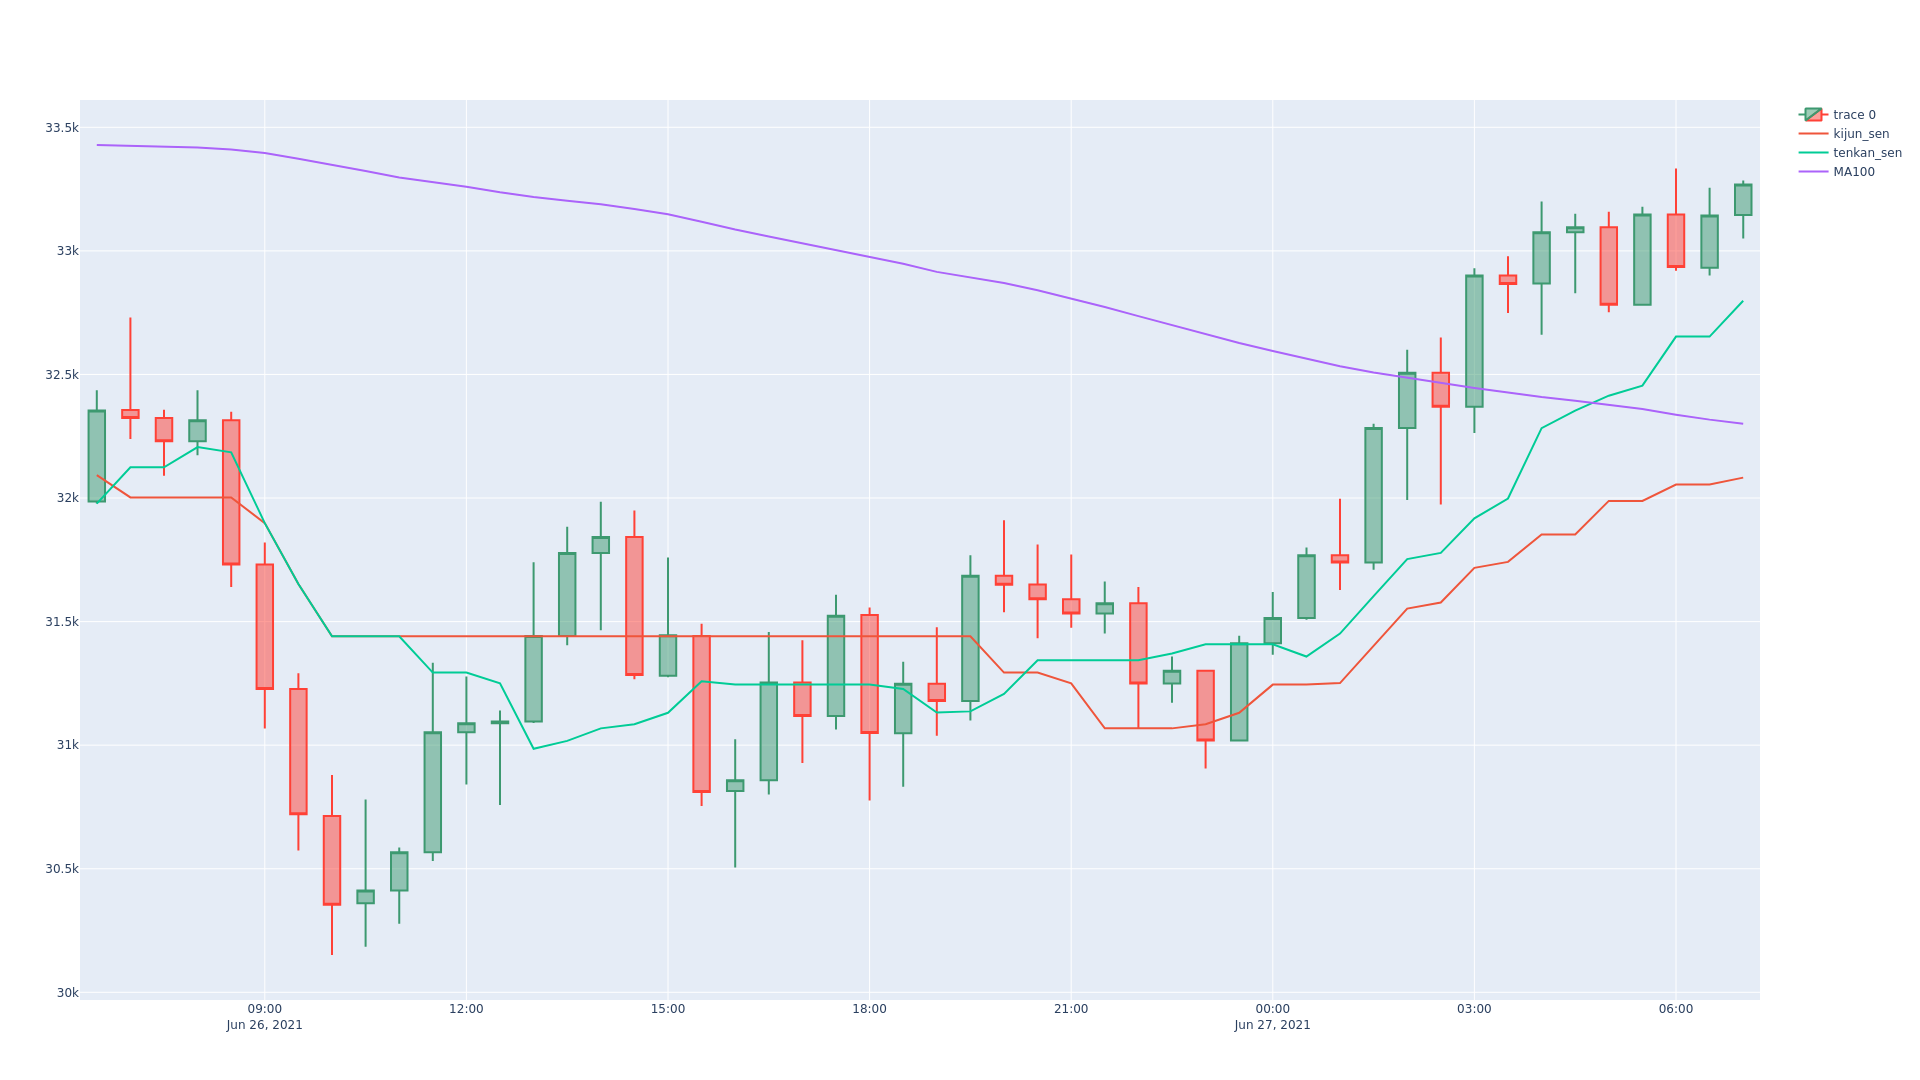 trace 0
kijun_sen
tenkan_sen
MA100
33.5k
33k
32.5k
32k
31.5k
31k
30.5k
30k
09:00 12:00 15:00 18:00 21:00 00:00 03:00 06:00
Jun 26, 2021 Jun 27, 2021